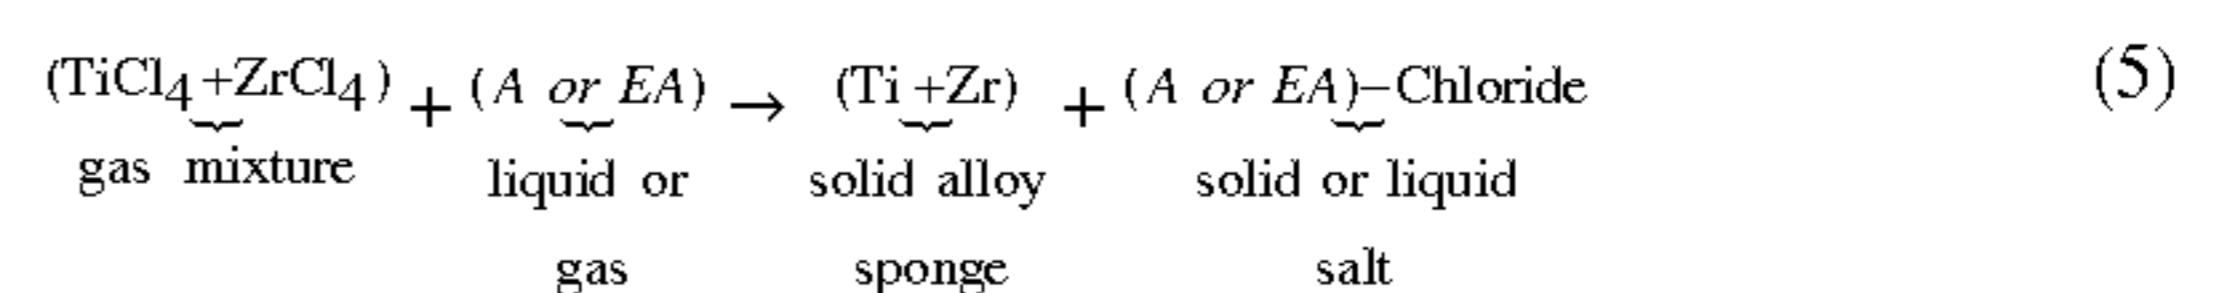 (TiCl4+ZrCl4) + (A or EA) → (Ti+Zr) + (A or EA)−Chloride (5)
gas mixture liquid or solid alloy solid or liquid
gas sponge salt